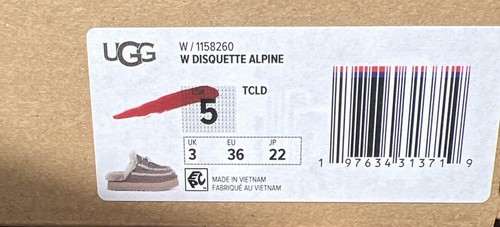 UGG
W / 1158260
W DISQUETTE ALPINE
USA
5
TCLD
UK EU JP
3 36 22
MADE IN VIETNAM
FABRIQUÉ AU VIETNAM
1 97634 31371 9